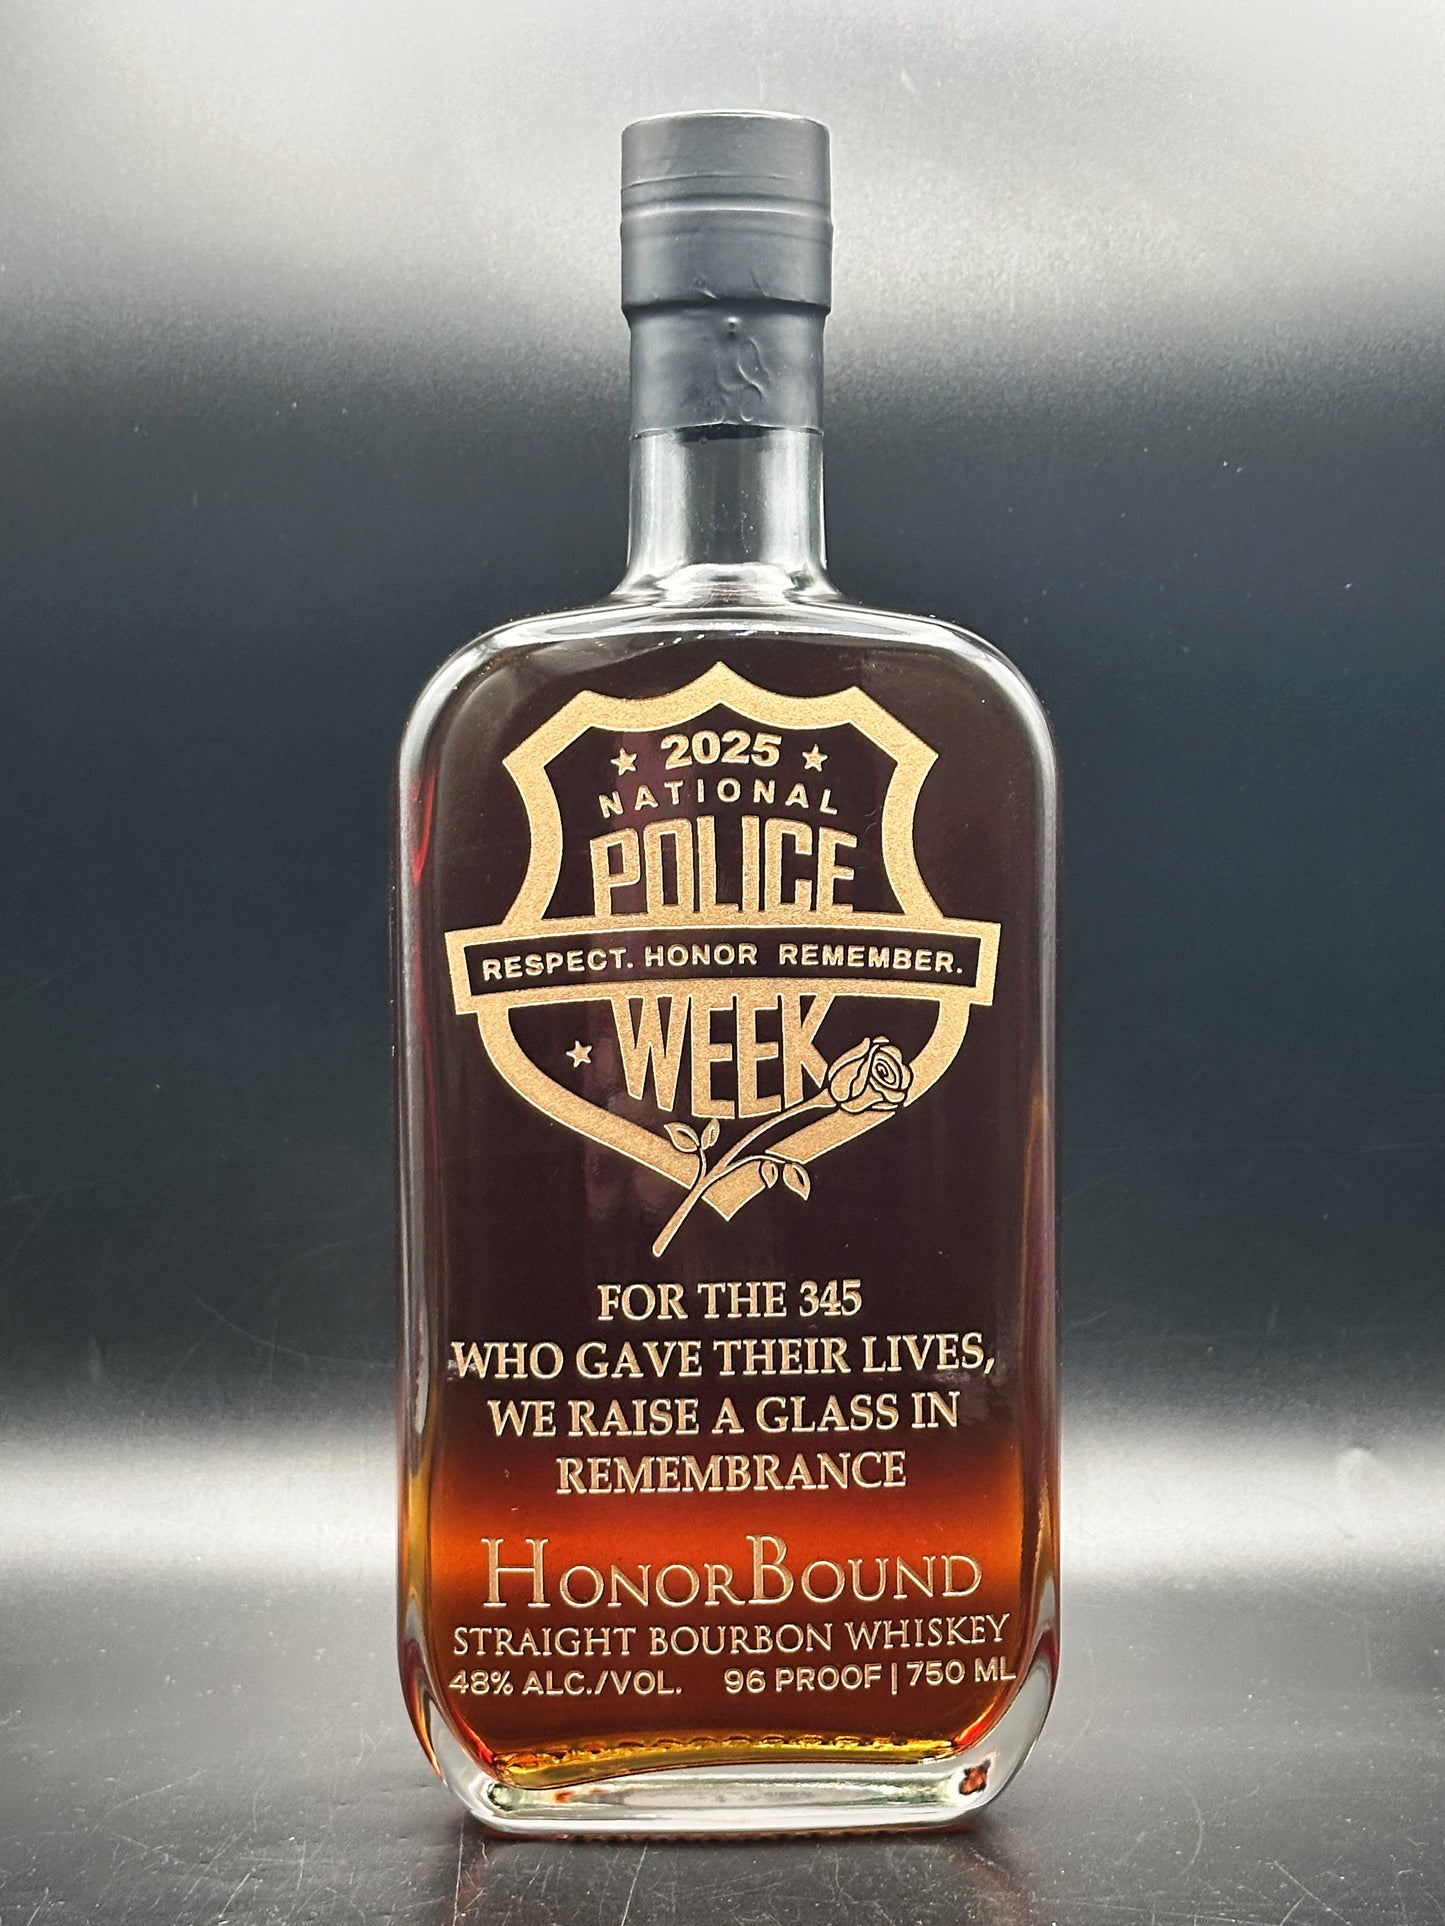 2025
NATIONAL
POLICE
RESPECT. HONOR REMEMBER.
WEEK
FOR THE 345
WHO GAVE THEIR LIVES,
WE RAISE A GLASS IN
REMEMBRANCE
HONORBOUND
STRAIGHT BOURBON WHISKEY
48% ALC./VOL. 96 PROOF | 750 ML